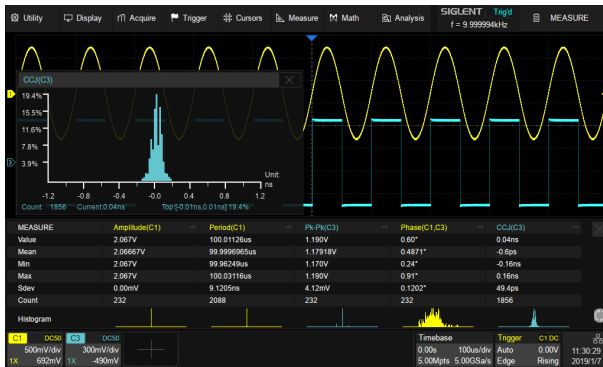 Utility Display Acquire Trigger Cursors Measure Math Analysis SIGLENT Trig'd MEASURE
f = 9.999994kHz
CCJ(C3)
19.4%
15.5%
11.6%
7.8%
3.9%
Unit:
ns
-1.2 -0.8 -0.4 -0.0 0.4 0.8 1.2
Count 1856 Current:0.04ns Top:[-0.01ns,0.01ns] 19.4%
1
3
MEASURE Amplitude(C1) Period(C1) Pk-Pk(C3) Phase(C1,C3) CCJ(C3)
Value 2.067V 100.01126us 1.190V 0.60° 0.04ns
Mean 2.06667V 99.9996965us 1.17918V 0.4871° -0.6ps
Min 2.067V 99.96249us 1.170V 0.24° -0.16ns
Max 2.067V 100.03116us 1.190V 0.91° 0.16ns
Sdev 0.00mV 9.1205ns 4.12mV 0.1202° 49.4ps
Count 232 2088 232 232 1856
Histogram
C1 DC50 C3 DC50 Timebase Trigger C1 DC
500mV/div 300mV/div 0.00s 100us/div Auto 0.00V 11:30:29
1X 692mV 1X -490mV 5.00Mpts 5.00GSa/s Edge Rising 2019/1/7